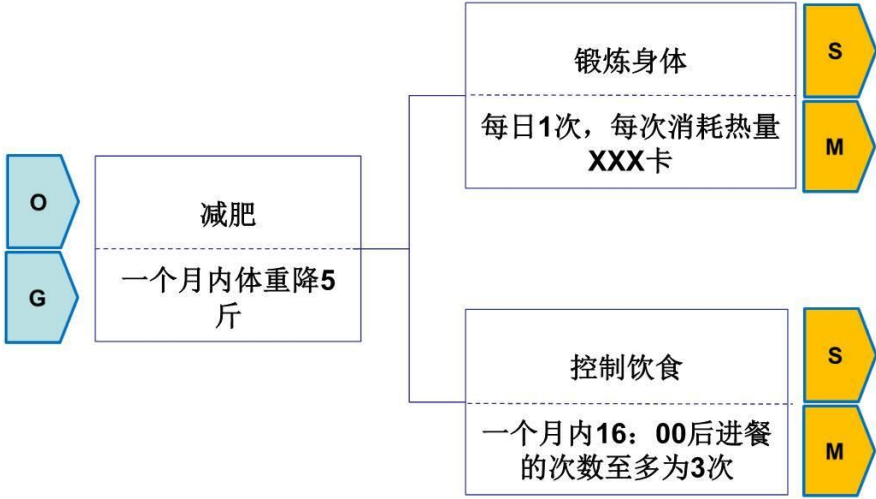 O
减肥
G
一个月内体重降5
斤
锻炼身体
S
每日1次，每次消耗热量
XXX卡
M
控制饮食
S
一个月内16：00后进餐
的次数至多为3次
M